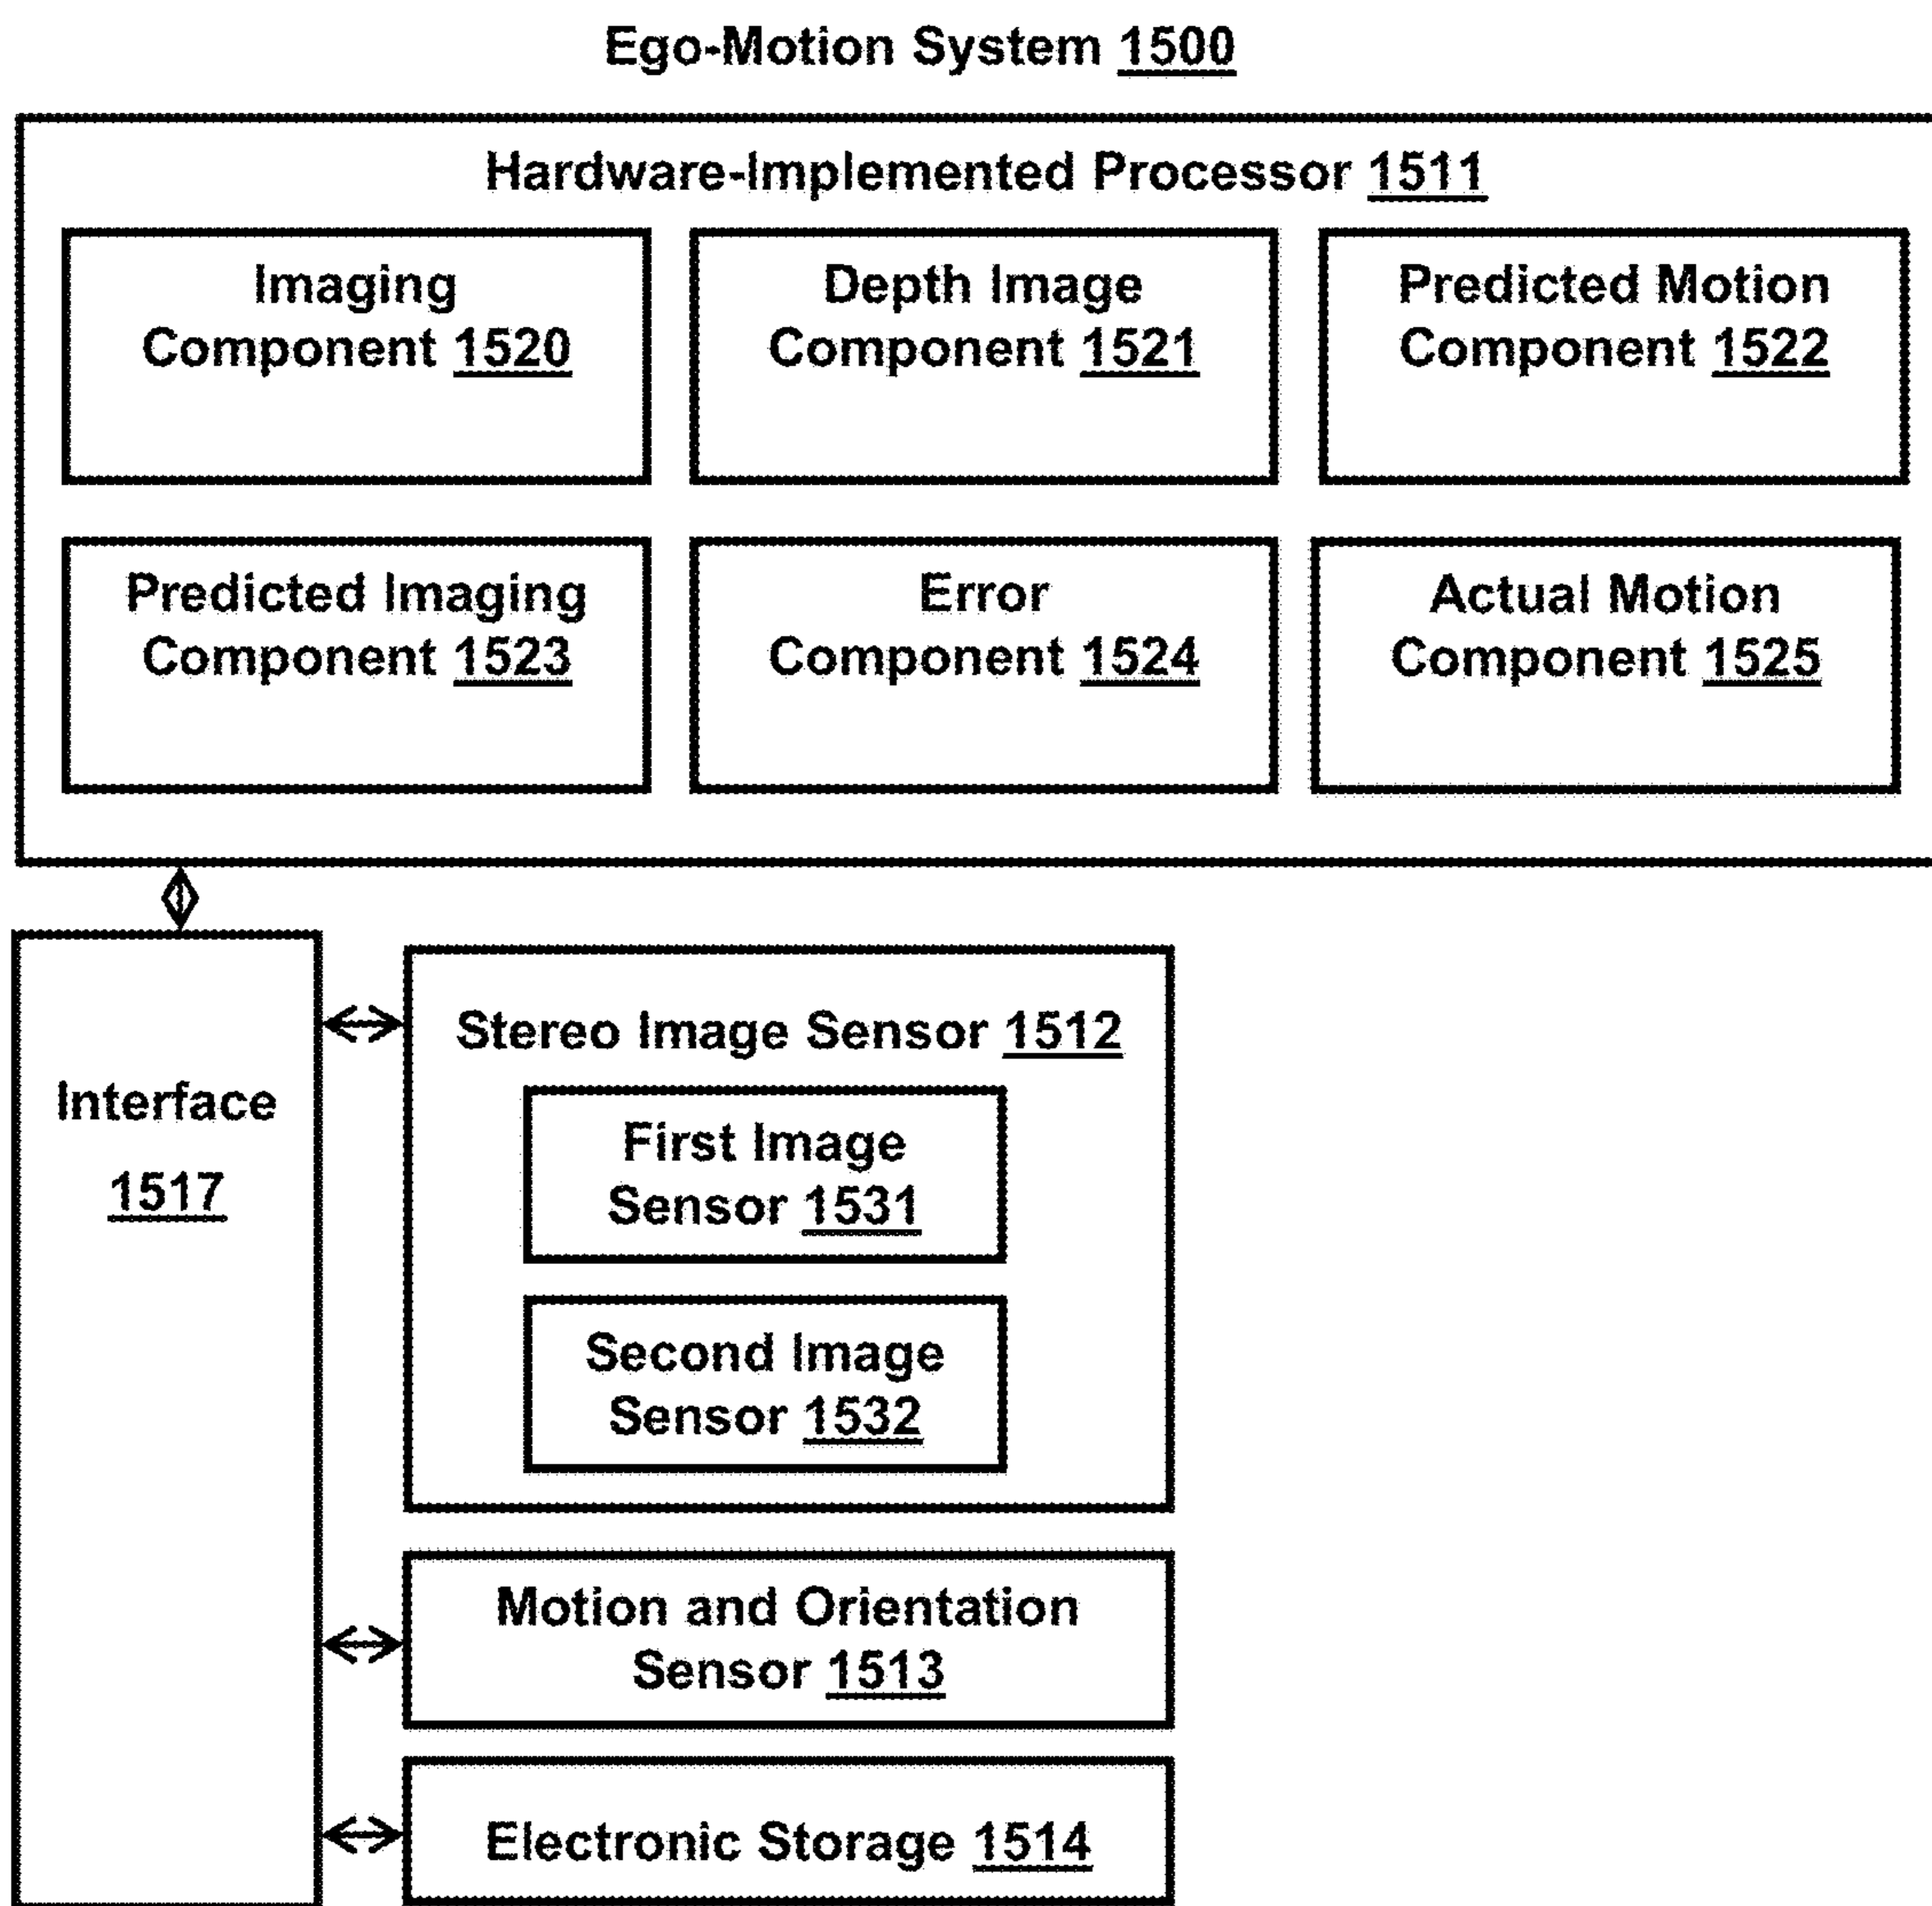 Ego-Motion System 1500
Hardware-Implemented Processor 1511
Imaging
Component 1520
Depth Image
Component 1521
Predicted Motion
Component 1522
Predicted Imaging
Component 1523
Error
Component 1524
Actual Motion
Component 1525
Interface
1517
Stereo Image Sensor 1512
First Image
Sensor 1531
Second Image
Sensor 1532
Motion and Orientation
Sensor 1513
Electronic Storage 1514